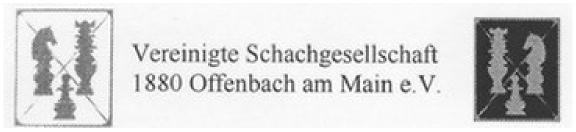 Vereinigte Schachgesellschaft
1880 Offenbach am Main e.V.